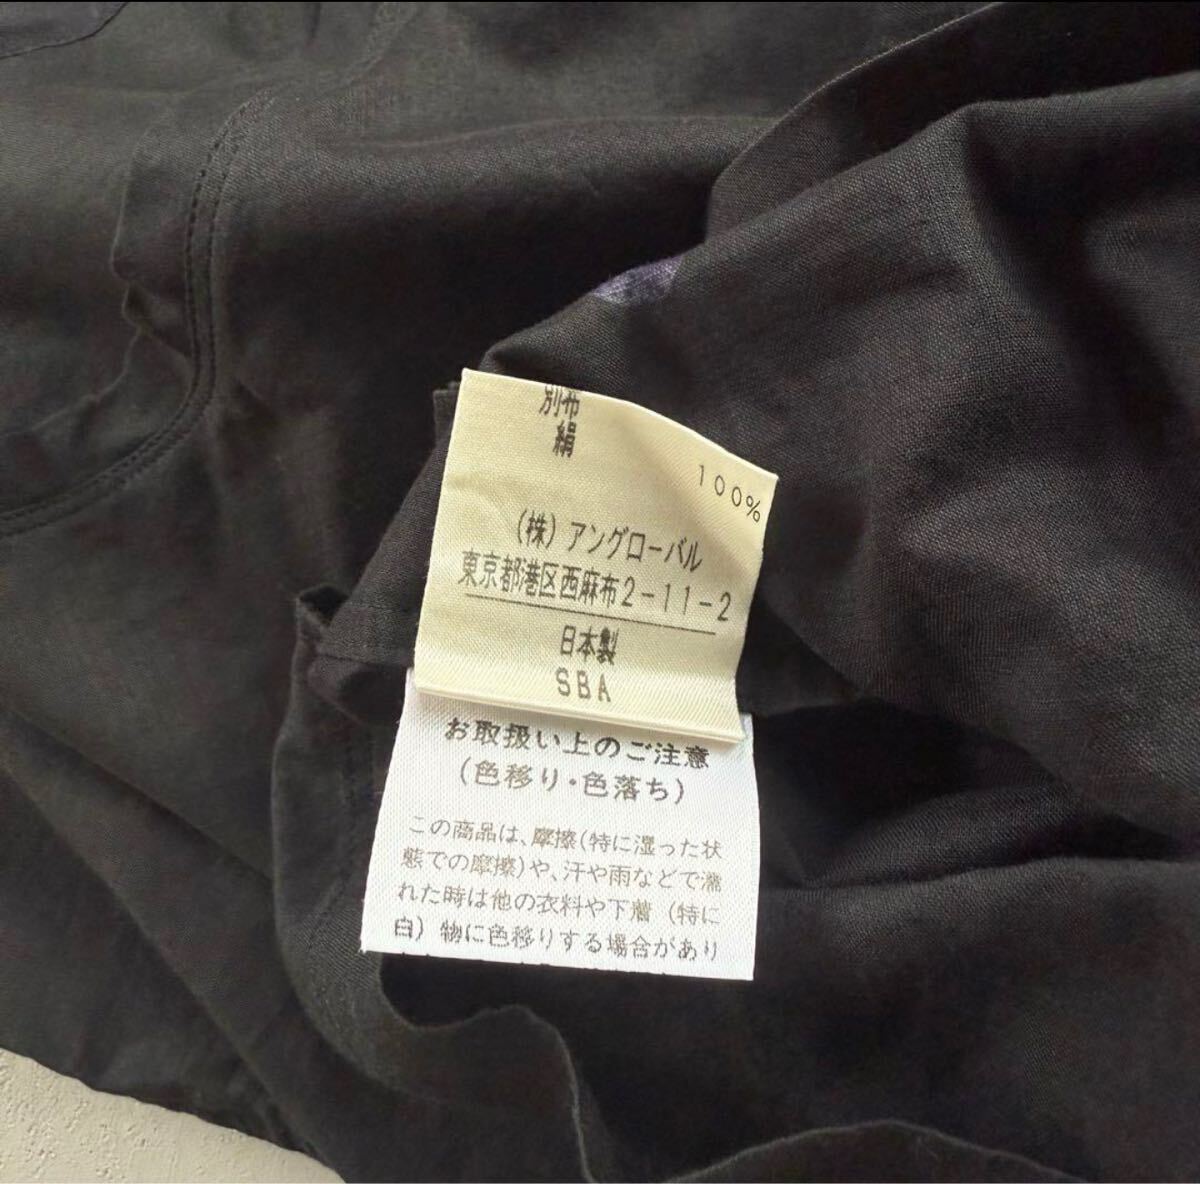 別布
絹
100%
(株)アングローバル
東京都港区西麻布2-11-2
日本製
SBA
お取扱い上のご注意
(色移り・色落ち)
この商品は、摩擦(特に湿った状
態での摩擦)や、汗や雨などで濡
れた時は他の衣料や下着(特に
白)物に色移りする場合があり